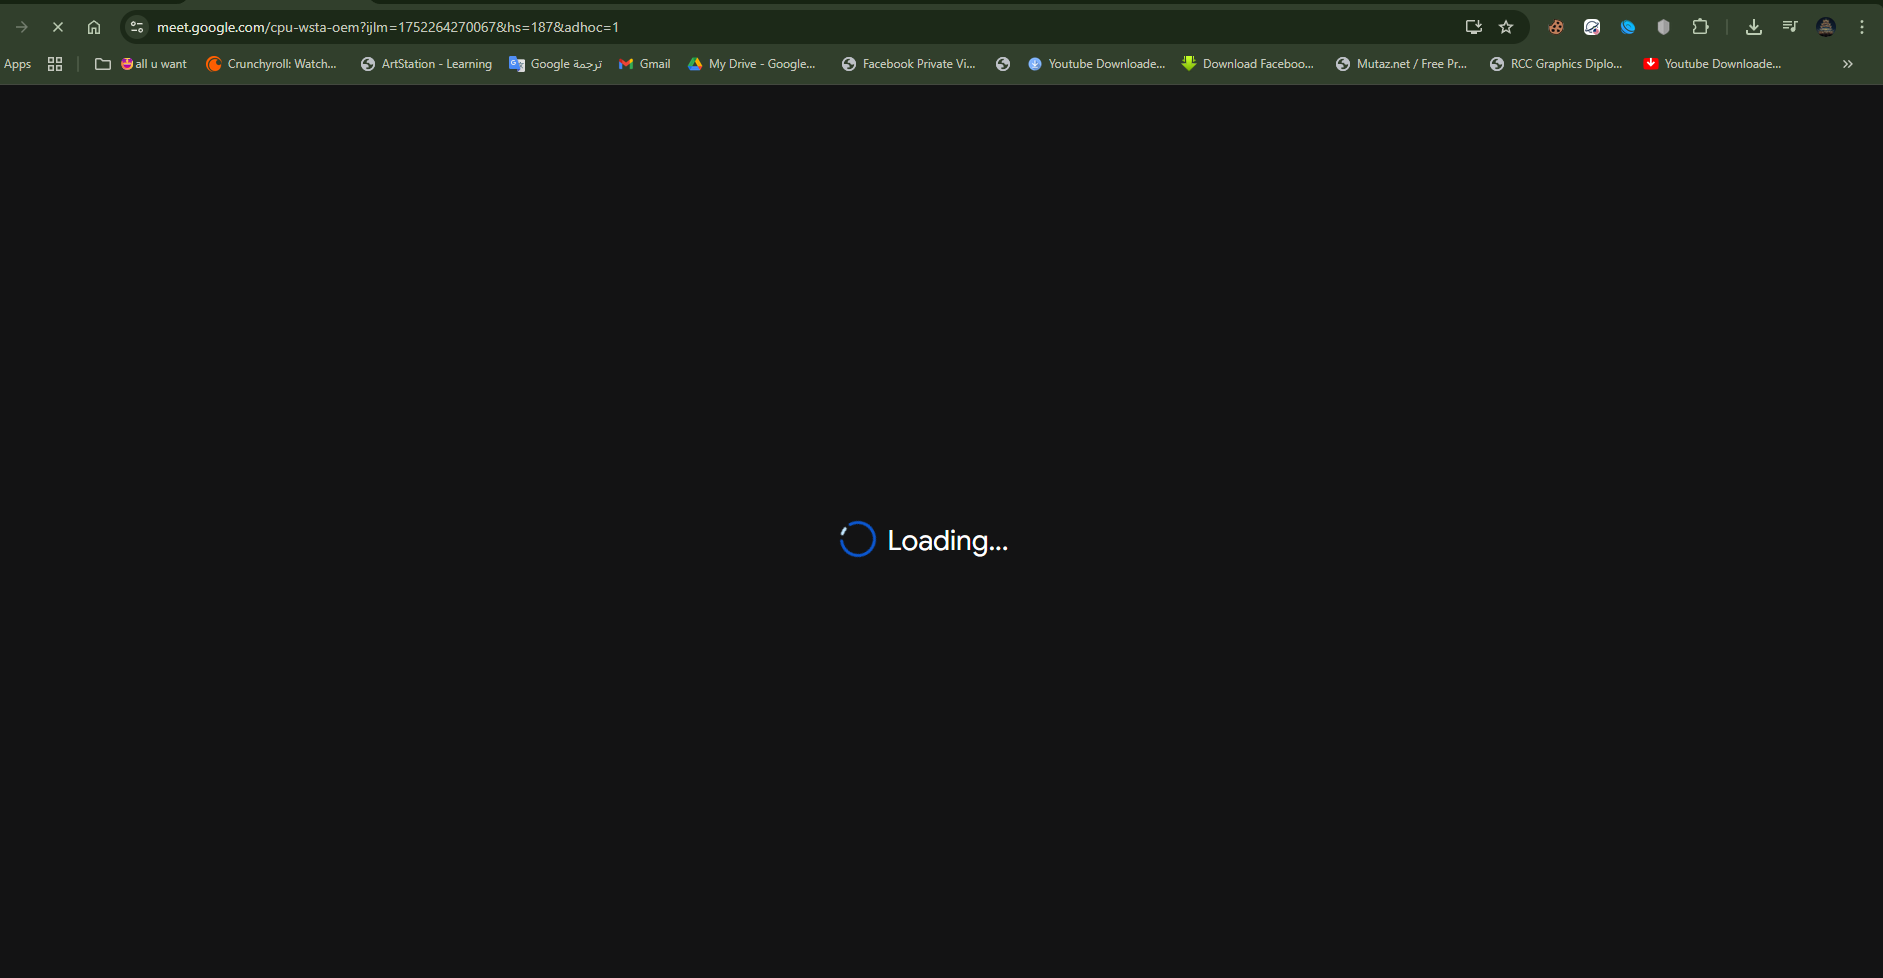 meet.google.com/cpu-wsta-oem?ijlm=1752264270067&hs=187&adhoc=1
Apps all u want Crunchyroll: Watch... ArtStation - Learning Google ترجمة Gmail My Drive - Google... Facebook Private Vi... Youtube Downloade... Download Faceboo... Mutaz.net / Free Pr... RCC Graphics Diplo... Youtube Downloade...
Loading...